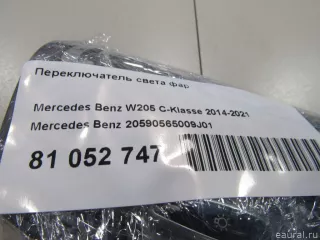 Переключатель света фар
Mercedes Benz W205 C-Klasse 2014-2021
Mercedes Benz 20590565009J01
81 052 747
eaural.ru